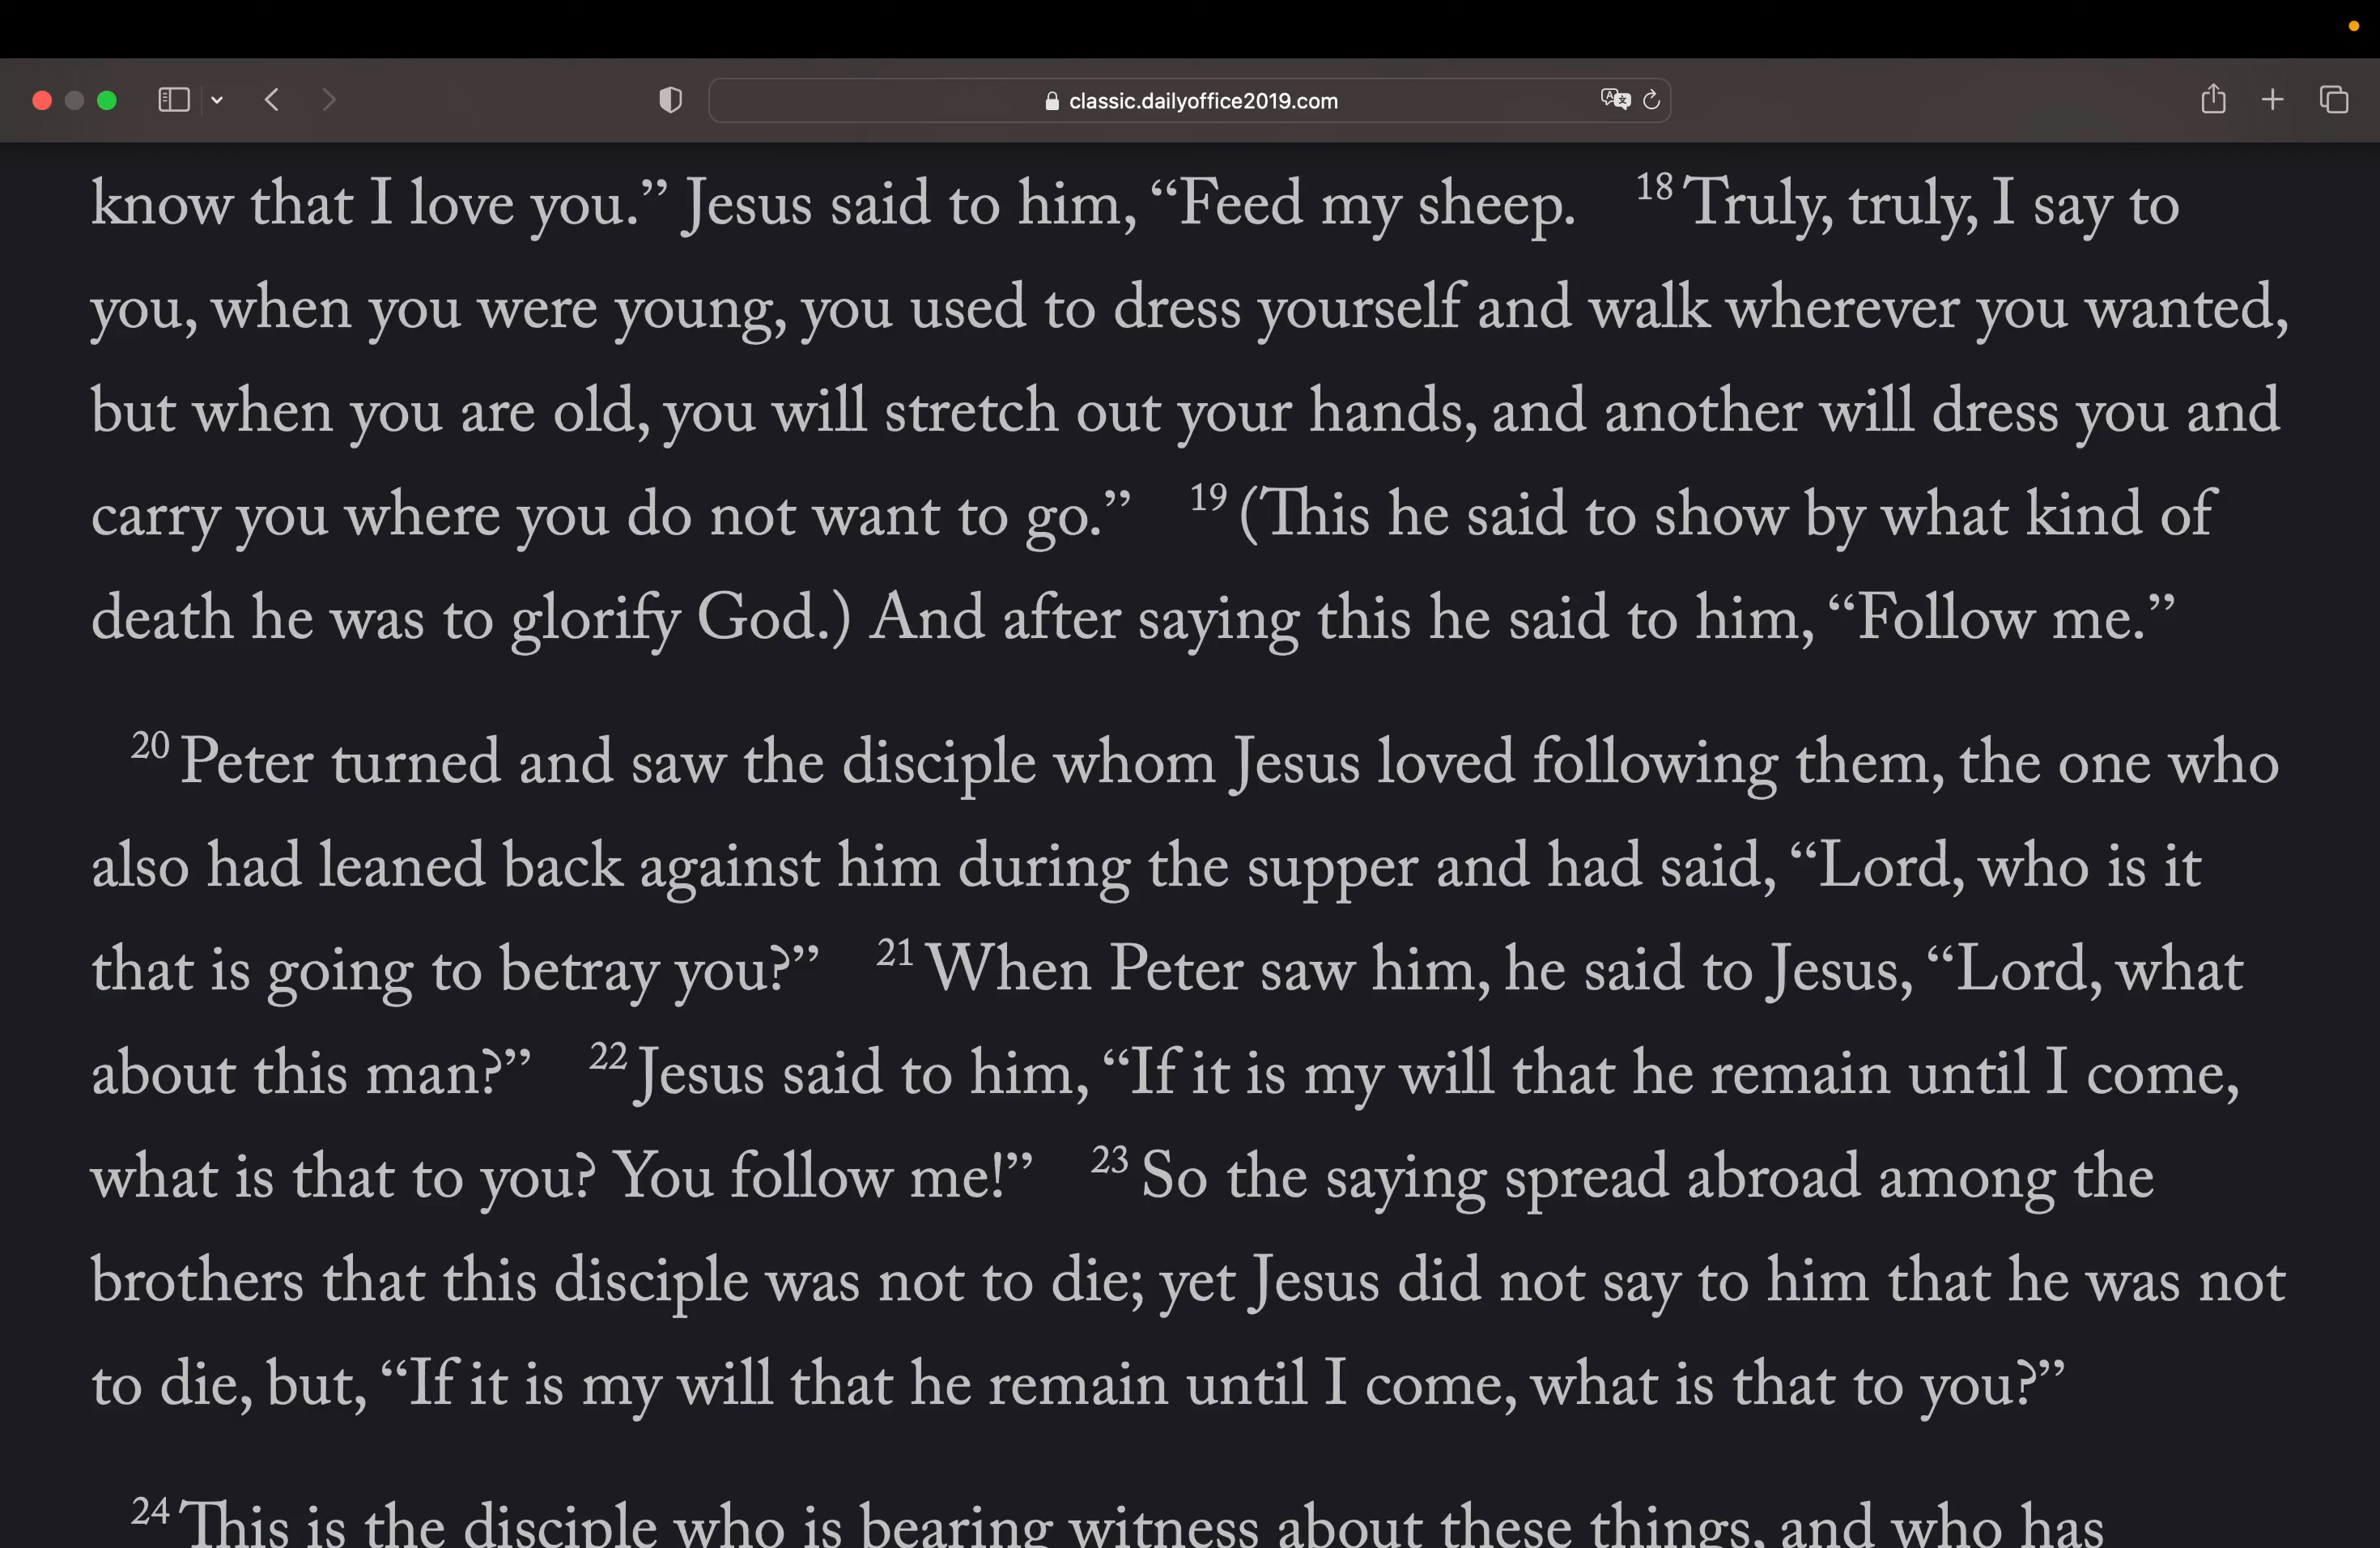 classic.dailyoffice2019.com
know that I love you.” Jesus said to him, “Feed my sheep. 18 Truly, truly, I say to
you, when you were young, you used to dress yourself and walk wherever you wanted,
but when you are old, you will stretch out your hands, and another will dress you and
carry you where you do not want to go.” 19 (This he said to show by what kind of
death he was to glorify God.) And after saying this he said to him, “Follow me.”
20 Peter turned and saw the disciple whom Jesus loved following them, the one who
also had leaned back against him during the supper and had said, “Lord, who is it
that is going to betray you?” 21 When Peter saw him, he said to Jesus, “Lord, what
about this man?” 22 Jesus said to him, “If it is my will that he remain until I come,
what is that to you? You follow me!” 23 So the saying spread abroad among the
brothers that this disciple was not to die; yet Jesus did not say to him that he was not
to die, but, “If it is my will that he remain until I come, what is that to you?”
24 This is the disciple who is bearing witness about these things, and who has